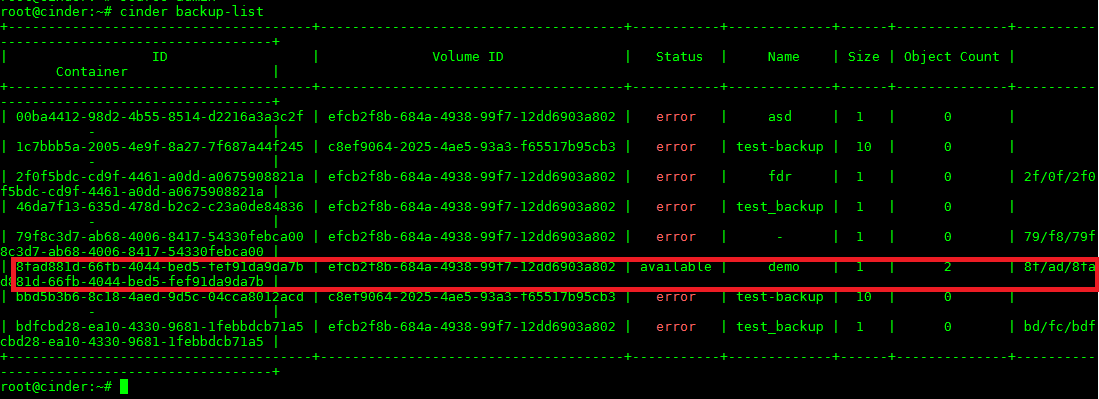 root@cinder:~# cinder backup-list
+--------------------------------------+--------------------------------------+-----------+-------------+------+--------------+----------
----------------------------------+
|                  ID                  |              Volume ID               |   Status  |     Name    | Size | Object Count |
       Container                  |
+--------------------------------------+--------------------------------------+-----------+-------------+------+--------------+----------
----------------------------------+
| 00ba4412-98d2-4b55-8514-d2216a3a3c2f | efcb2f8b-684a-4938-99f7-12dd6903a802 |   error   |     asd     |  1   |      0       |
           -                      |
| 1c7bbb5a-2005-4e9f-8a27-7f687a44f245 | c8ef9064-2025-4ae5-93a3-f65517b95cb3 |   error   | test-backup |  10  |      0       |
           -                      |
| 2f0f5bdc-cd9f-4461-a0dd-a0675908821a | efcb2f8b-684a-4938-99f7-12dd6903a802 |   error   |     fdr     |  1   |      0       | 2f/0f/2f0
f5bdc-cd9f-4461-a0dd-a0675908821a |
| 46da7f13-635d-478d-b2c2-c23a0de84836 | efcb2f8b-684a-4938-99f7-12dd6903a802 |   error   | test_backup |  1   |      0       |
           -                      |
| 79f8c3d7-ab68-4006-8417-54330febca00 | efcb2f8b-684a-4938-99f7-12dd6903a802 |   error   |      -      |  1   |      0       | 79/f8/79f
8c3d7-ab68-4006-8417-54330febca00 |
| 8fad881d-66fb-4044-bed5-fef91da9da7b | efcb2f8b-684a-4938-99f7-12dd6903a802 | available |     demo    |  1   |      2       | 8f/ad/8fa
d881d-66fb-4044-bed5-fef91da9da7b |
| bbd5b3b6-8c18-4aed-9d5c-04cca8012acd | c8ef9064-2025-4ae5-93a3-f65517b95cb3 |   error   | test-backup |  10  |      0       |
           -                      |
| bdfcbd28-ea10-4330-9681-1febbdcb71a5 | efcb2f8b-684a-4938-99f7-12dd6903a802 |   error   | test_backup |  1   |      0       | bd/fc/bdf
cbd28-ea10-4330-9681-1febbdcb71a5 |
+--------------------------------------+--------------------------------------+-----------+-------------+------+--------------+----------
----------------------------------+
root@cinder:~#